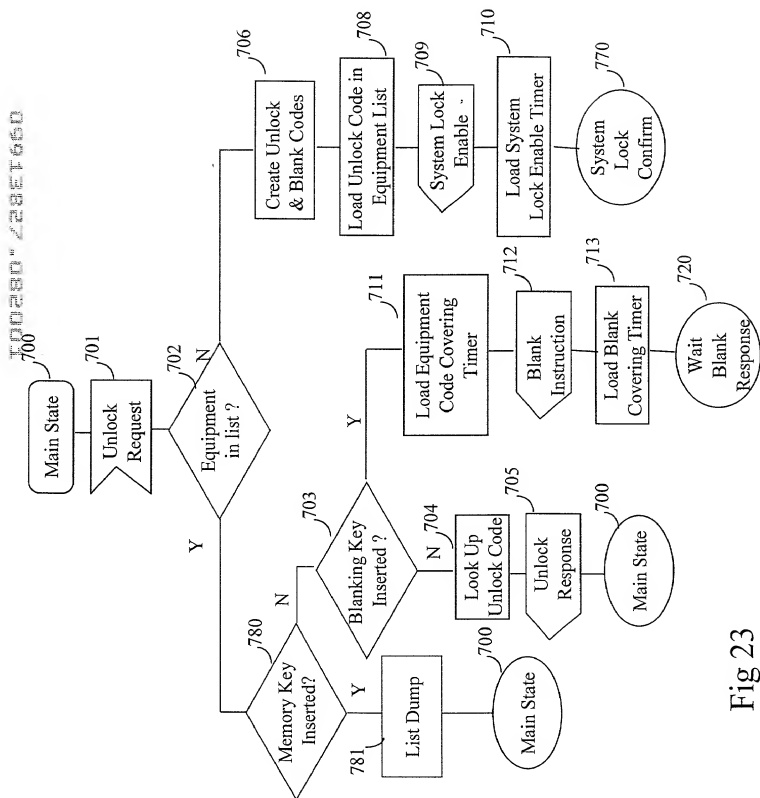 09913827.082001
700
Main State
701
Unlock
Request
702
Equipment
in list ?
Y
N
780
Memory Key
Inserted?
N
Y
781
List Dump
700
Main State
703
Blanking Key
Inserted ?
Y
N
704
Look Up
Unlock Code
705
Unlock
Response
700
Main State
711
Load Equipment
Code Covering
Timer
712
Blank
Instruction
713
Load Blank
Covering Timer
720
Wait
Blank
Response
706
Create Unlock
& Blank Codes
708
Load Unlock Code in
Equipment List
709
System Lock
Enable -
710
Load System
Lock Enable Timer
770
System
Lock
Confirm
Fig 23